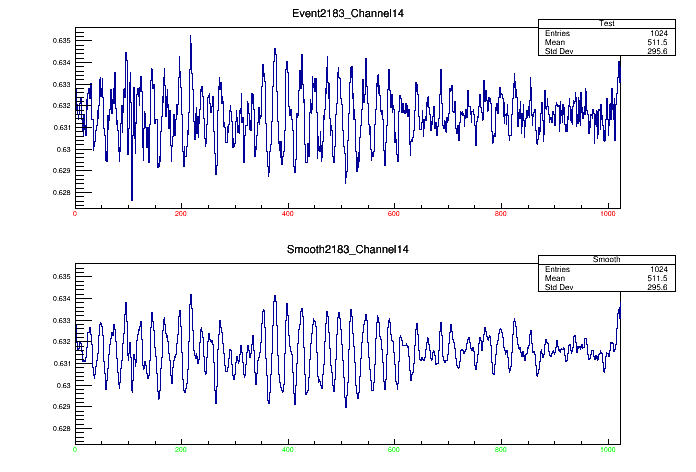 Event2183_Channel14
Test
Entries 1024
Mean 511.5
Std Dev 295.6
0.635
0.634
0.633
0.632
0.631
0.63
0.629
0.628
0 200 400 600 800 1000
Smooth2183_Channel14
Smooth
Entries 1024
Mean 511.5
Std Dev 295.6
0.635
0.634
0.633
0.632
0.631
0.63
0.629
0.628
0 200 400 600 800 1000